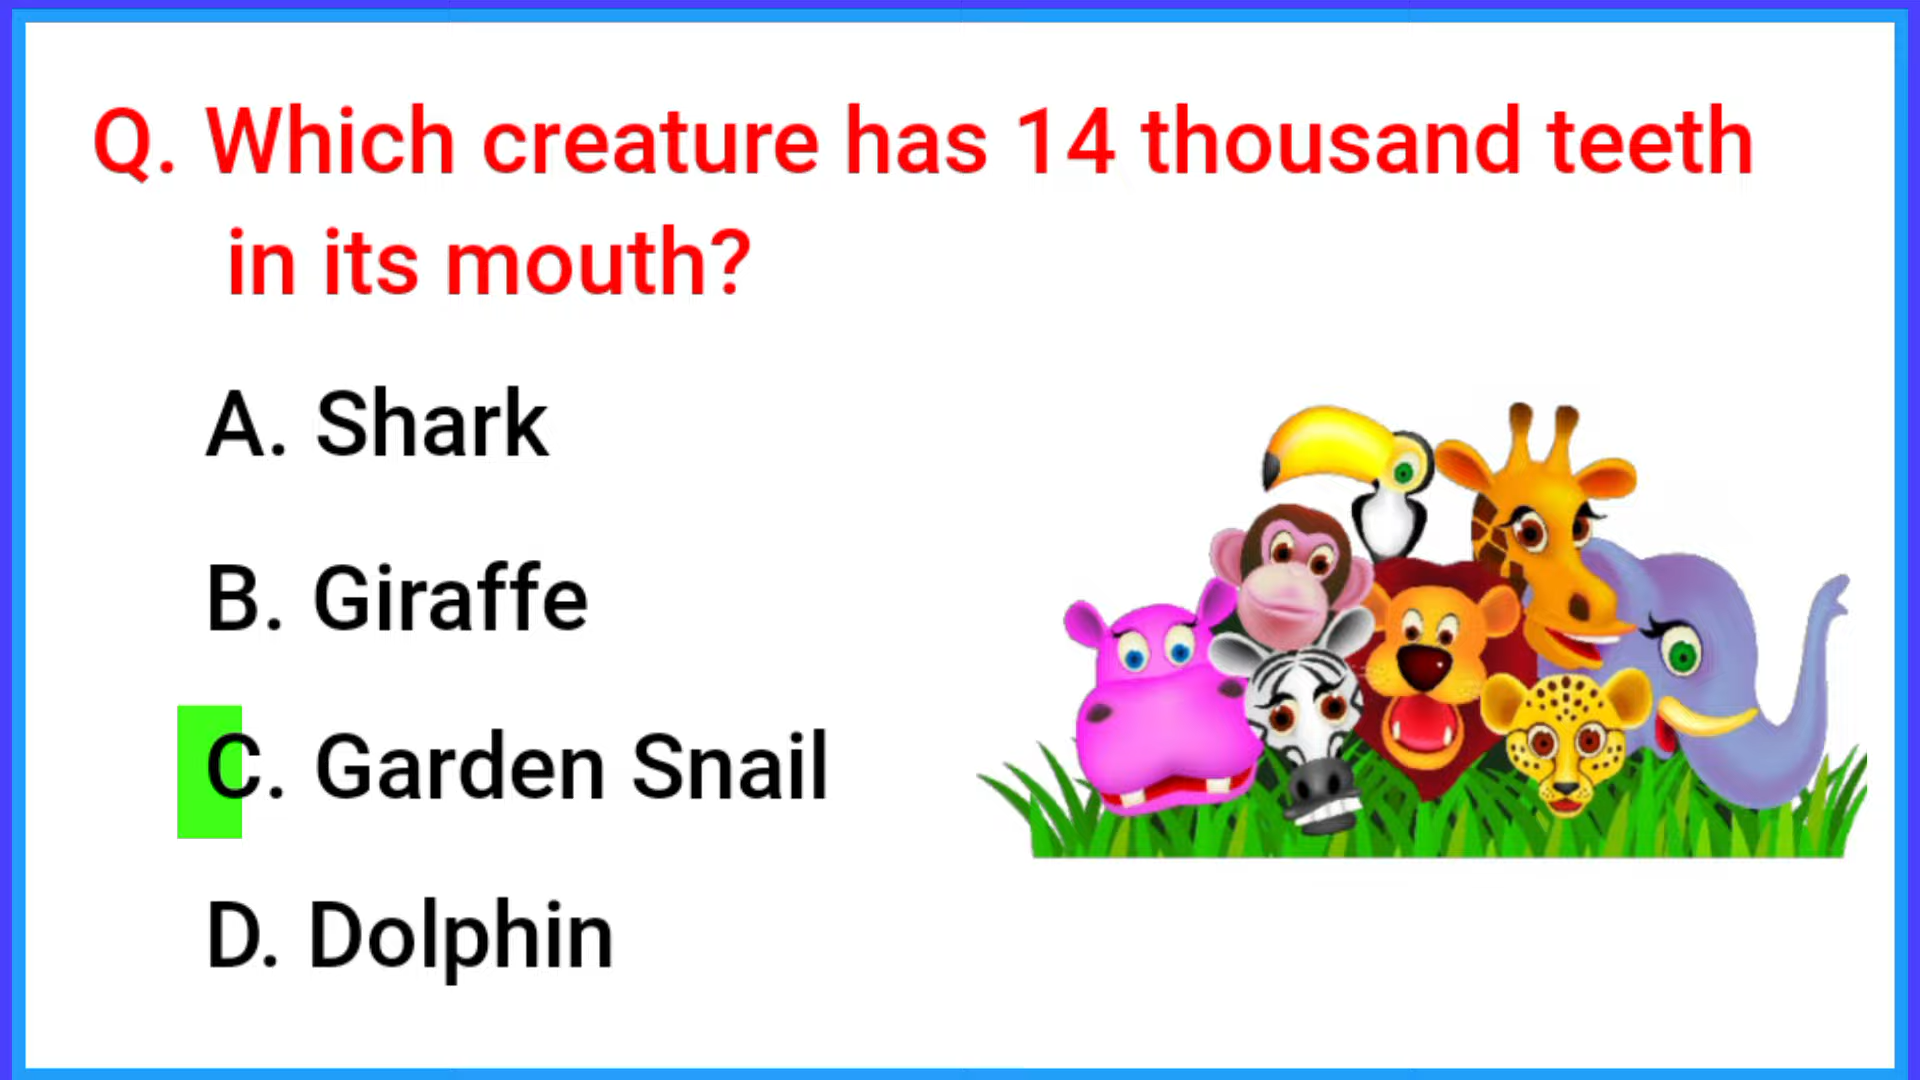 Q. Which creature has 14 thousand teeth
in its mouth?
A. Shark
B. Giraffe
C. Garden Snail
D. Dolphin